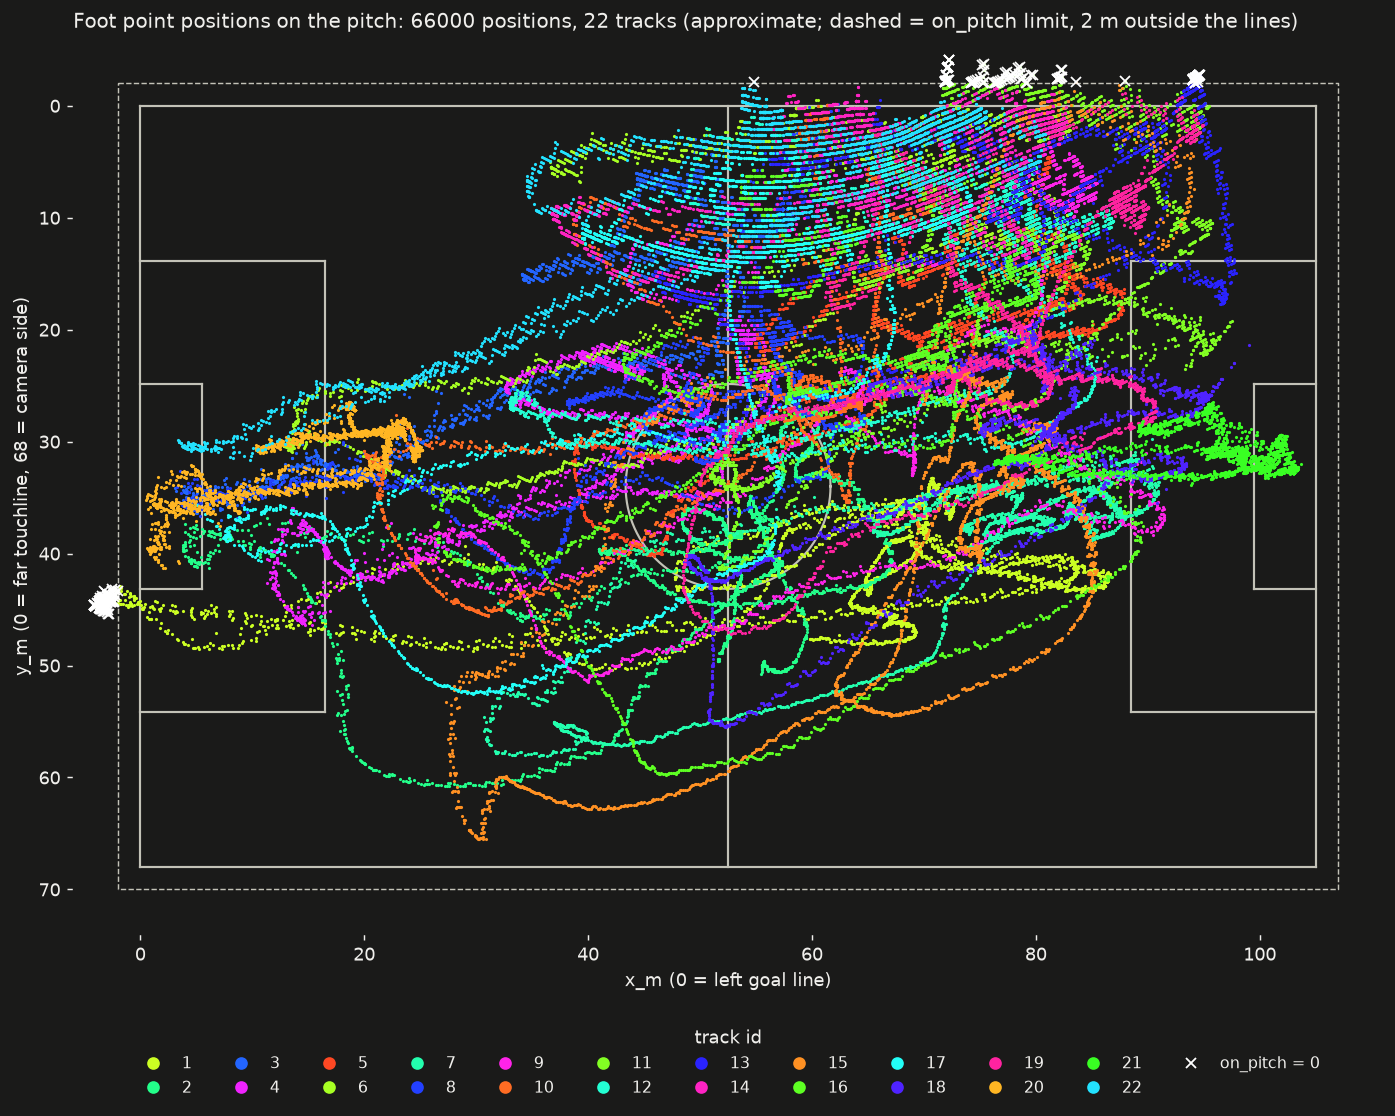 Foot point positions on the pitch: 66000 positions, 22 tracks (approximate; dashed = on_pitch limit, 2 m outside the lines)
y_m (0 = far touchline, 68 = camera side)
0
10
20
30
40
50
60
70
0 20 40 60 80 100
x_m (0 = left goal line)
track id
1 3 5 7 9 11 13 15 17 19 21 on_pitch = 0
2 4 6 8 10 12 14 16 18 20 22